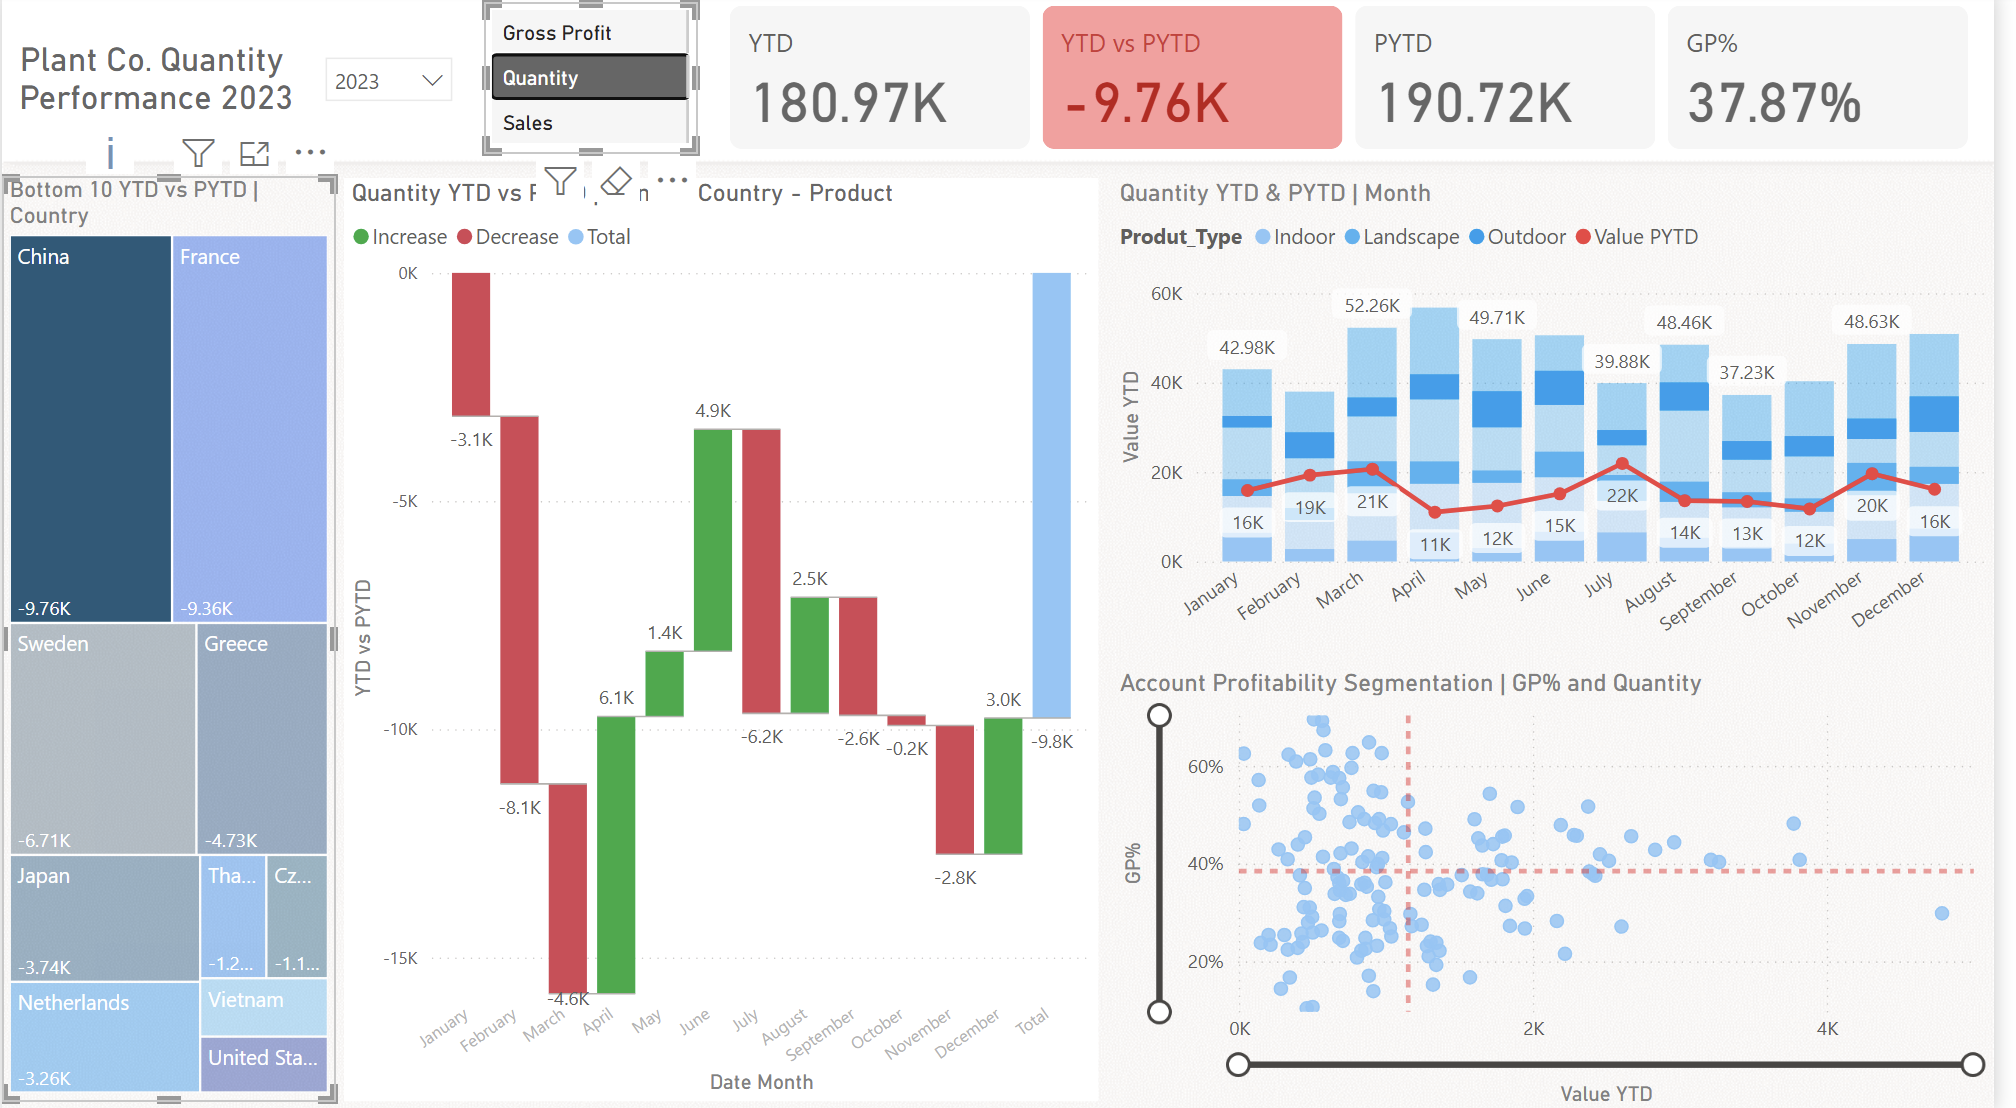 Plant Co. Quantity
Performance 2023
2023
Gross Profit
Quantity
Sales
YTD
180.97K
YTD vs PYTD
-9.76K
PYTD
190.72K
GP%
37.87%
i
Bottom 10 YTD vs PYTD |
Country
China
-9.76K
France
-9.36K
Sweden
-6.71K
Greece
-4.73K
Japan
-3.74K
Tha...
-1.2...
Cz...
-1.1...
Netherlands
-3.26K
Vietnam
United Sta...
Quantity YTD vs
Country - Product
Increase Decrease Total
0K
-5K
-10K
-15K
YTD vs PYTD
-3.1K
-8.1K
-4.6K
6.1K
1.4K
4.9K
-6.2K
2.5K
-2.6K
-0.2K
-2.8K
3.0K
-9.8K
January
February
March
April
May
June
July
August
September
October
November
December
Total
Date Month
Quantity YTD & PYTD | Month
Produt_Type Indoor Landscape Outdoor Value PYTD
60K
40K
20K
0K
Value YTD
42.98K
52.26K
49.71K
39.88K
48.46K
37.23K
48.63K
16K
19K
21K
11K
12K
15K
22K
14K
13K
12K
20K
16K
January
February
March
April
May
June
July
August
September
October
November
December
Account Profitability Segmentation | GP% and Quantity
60%
40%
20%
GP%
0K
2K
4K
Value YTD